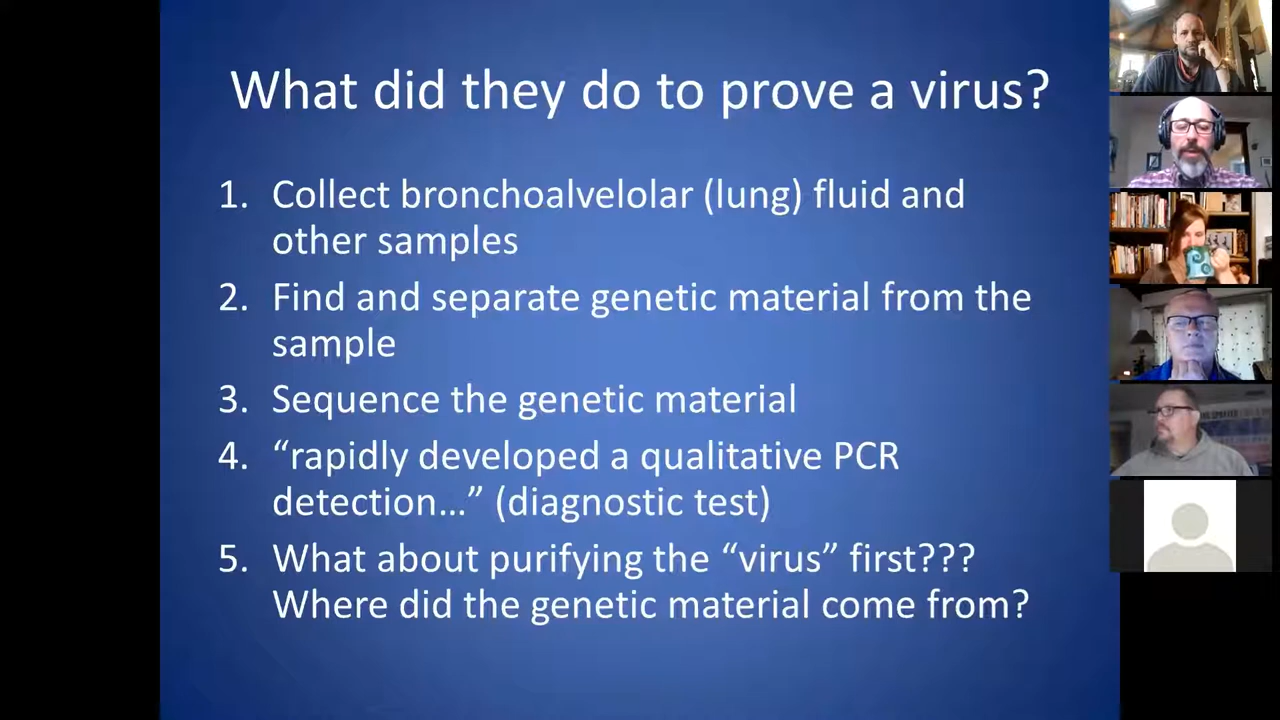 What did they do to prove a virus?
1. Collect bronchoalvelolar (lung) fluid and
other samples
2. Find and separate genetic material from the
sample
3. Sequence the genetic material
4. “rapidly developed a qualitative PCR
detection...” (diagnostic test)
5. What about purifying the “virus” first???
Where did the genetic material come from?